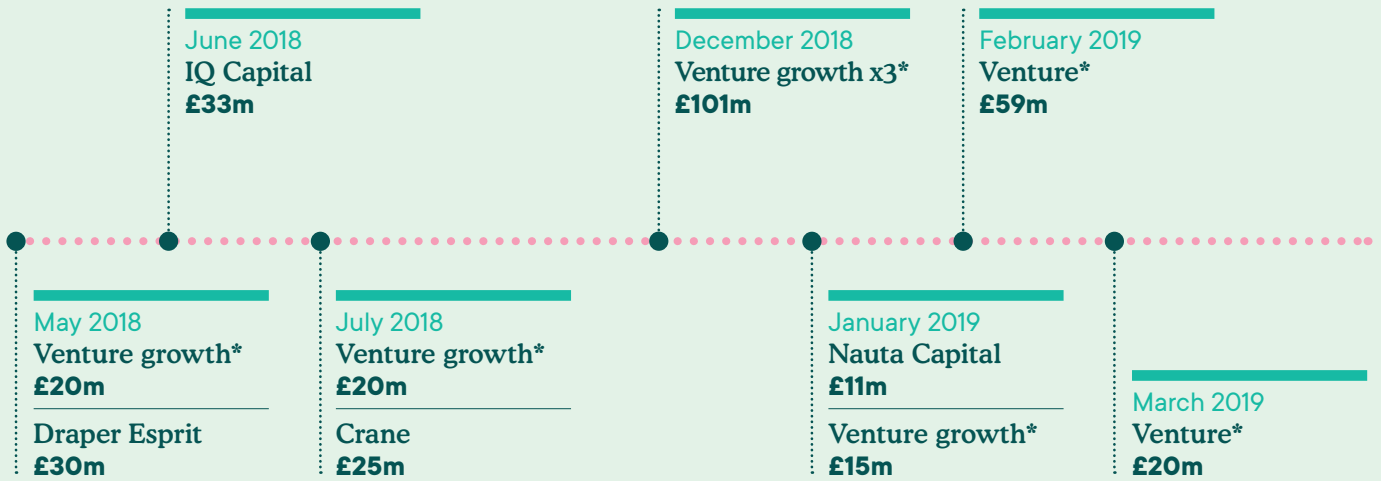 June 2018
IQ Capital
£33m
December 2018
Venture growth x3*
£101m
February 2019
Venture*
£59m
May 2018
Venture growth*
£20m
Draper Esprit
£30m
July 2018
Venture growth*
£20m
Crane
£25m
January 2019
Nauta Capital
£11m
Venture growth*
£15m
March 2019
Venture*
£20m